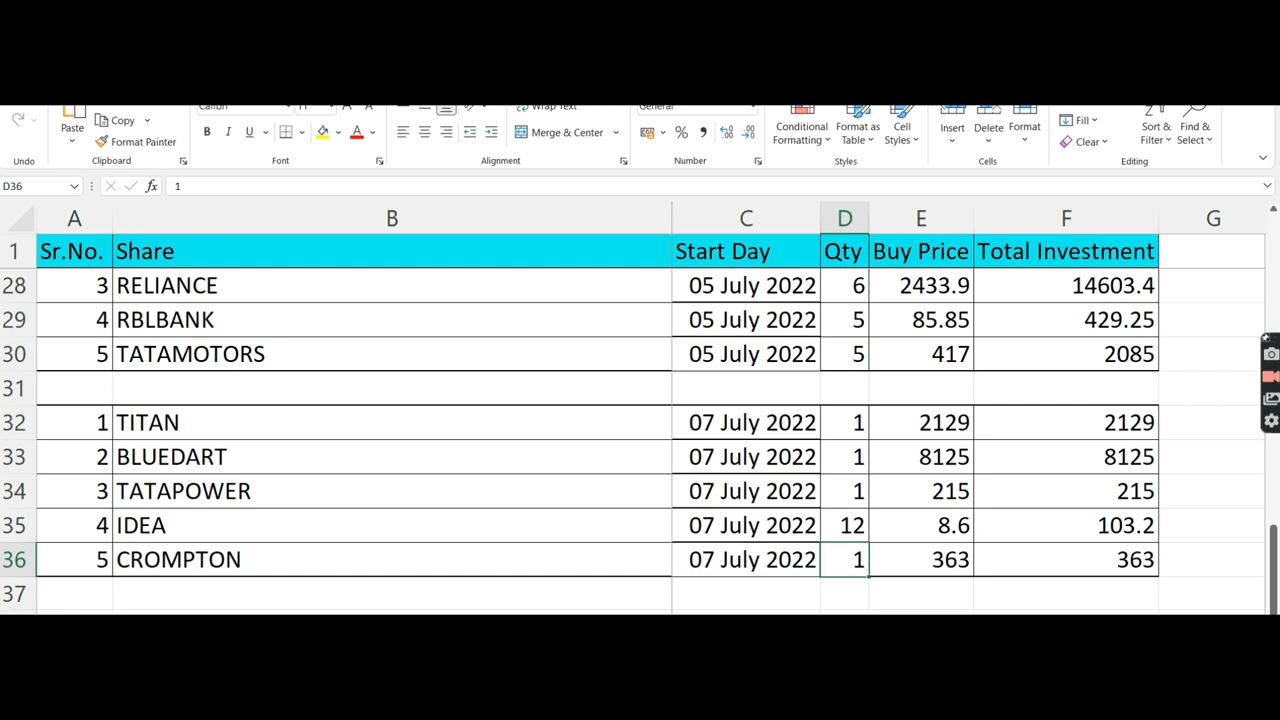 Calibri 11 A A Wrap Text General
Paste Copy Conditional Format as Cell Insert Delete Format Fill Sort & Find &
Format Painter B I U A Merge & Center % Formatting Table Styles Clear Filter Select
Undo Clipboard Font Alignment Number Styles Cells Editing
D36 fx 1
A B C D E F G
1 Sr.No. Share Start Day Qty Buy Price Total Investment
28 3 RELIANCE 05 July 2022 6 2433.9 14603.4
29 4 RBLBANK 05 July 2022 5 85.85 429.25
30 5 TATAMOTORS 05 July 2022 5 417 2085
31
32 1 TITAN 07 July 2022 1 2129 2129
33 2 BLUEDART 07 July 2022 1 8125 8125
34 3 TATAPOWER 07 July 2022 1 215 215
35 4 IDEA 07 July 2022 12 8.6 103.2
36 5 CROMPTON 07 July 2022 1 363 363
37